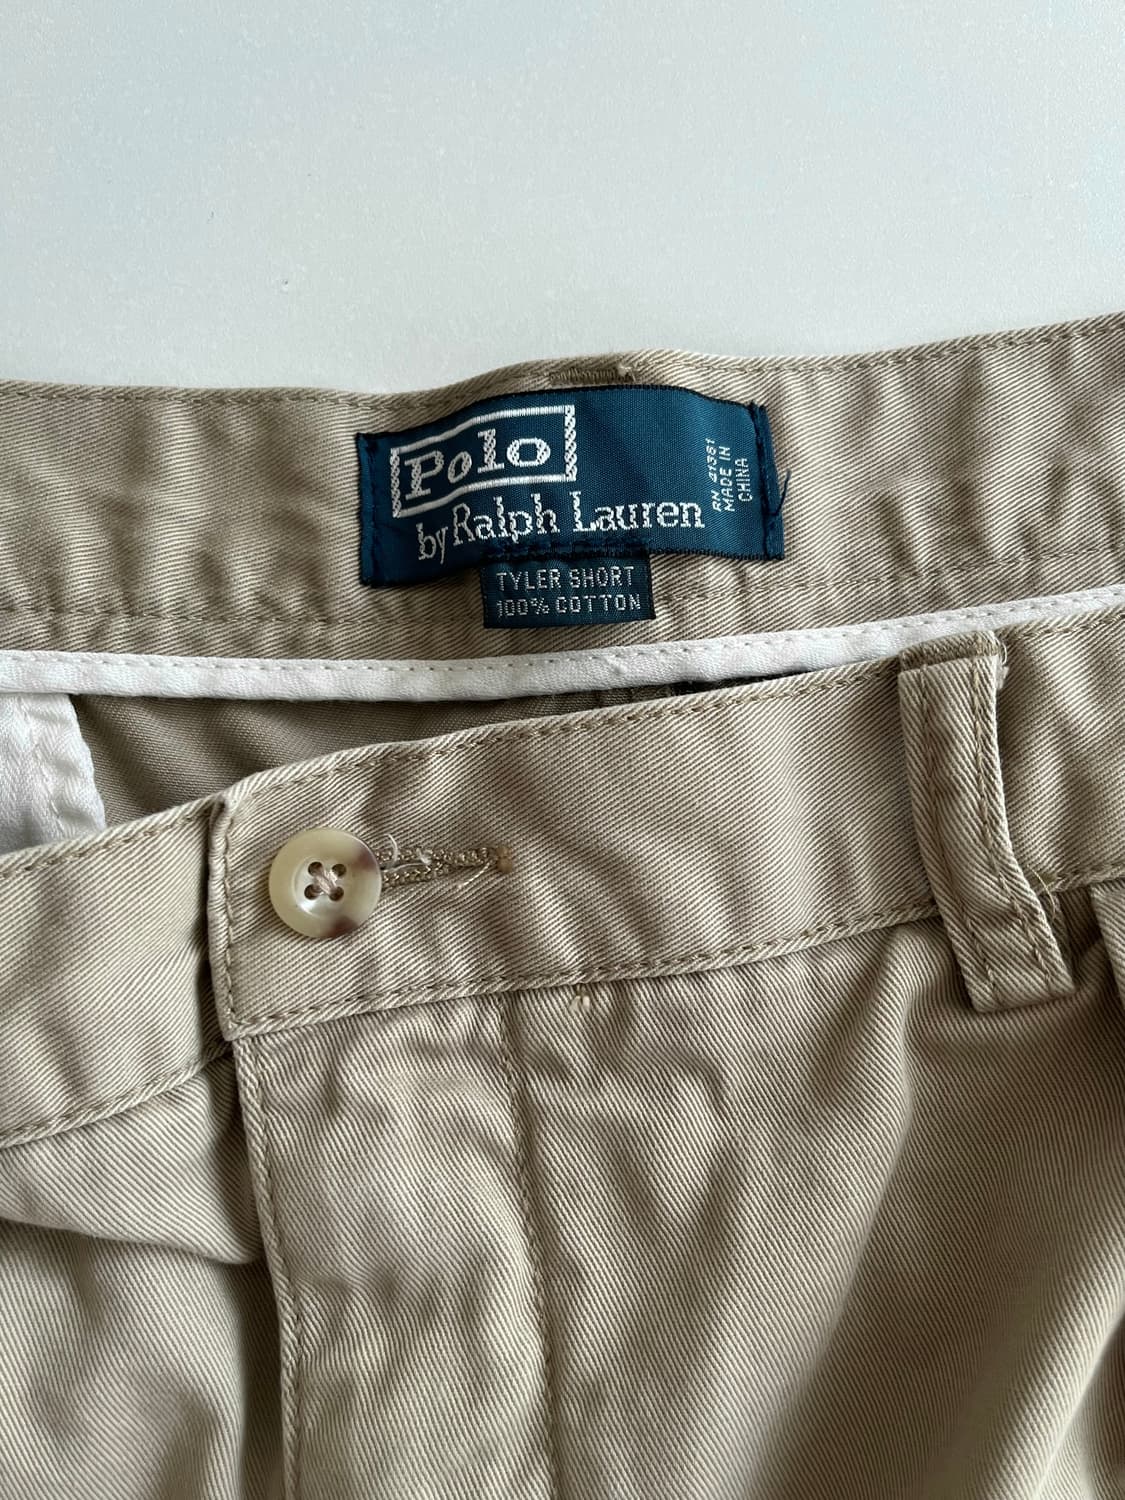 Polo
by Ralph Lauren
RN 41381
MADE IN
CHINA
TYLER SHORT
100% COTTON